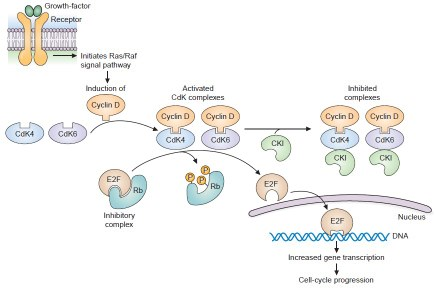 Growth-factor
Receptor
Initiates Ras/Raf
signal pathway
Induction of
Cyclin D
CdK4
CdK6
Activated
CdK complexes
Cyclin D
Cyclin D
CdK4
CdK6
CKI
Inhibited
complexes
Cyclin D
Cyclin D
CdK4
CdK6
CKI
CKI
E2F
Rb
Inhibitory
complex
P
P
P
Rb
E2F
Nucleus
E2F
DNA
Increased gene transcription
Cell-cycle progression